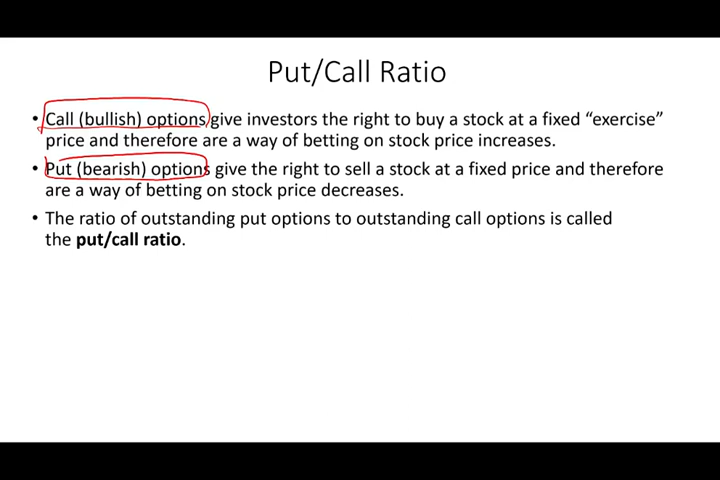 Put/Call Ratio
• Call (bullish) options give investors the right to buy a stock at a fixed “exercise”
price and therefore are a way of betting on stock price increases.
• Put (bearish) options give the right to sell a stock at a fixed price and therefore
are a way of betting on stock price decreases.
• The ratio of outstanding put options to outstanding call options is called
the put/call ratio.